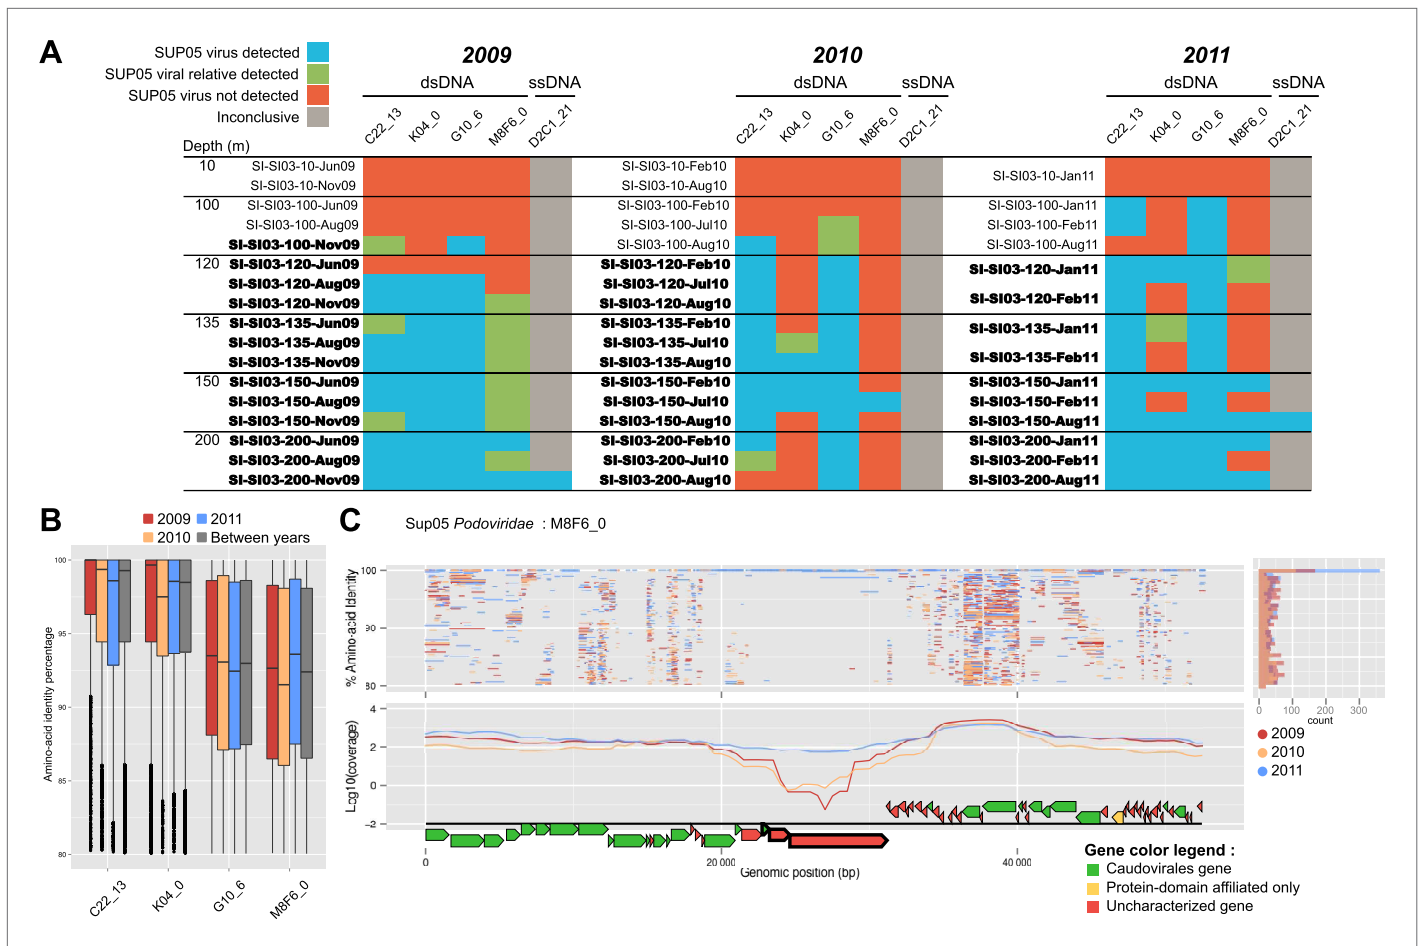 A
SUP05 virus detected
SUP05 viral relative detected
SUP05 virus not detected
Inconclusive
2009
2010
2011
dsDNA ssDNA
dsDNA ssDNA
dsDNA ssDNA
C22_13 K04_0 G10_6 M8F6_0 D2C1_21
C22_13 K04_0 G10_6 M8F6_0 D2C1_21
C22_13 K04_0 G10_6 M8F6_0 D2C1_21
Depth (m)
10 SI-SI03-10-Jun09 SI-SI03-10-Feb10 SI-SI03-10-Jan11
SI-SI03-10-Nov09 SI-SI03-10-Aug10
100 SI-SI03-100-Jun09 SI-SI03-100-Feb10 SI-SI03-100-Jan11
SI-SI03-100-Aug09 SI-SI03-100-Jul10 SI-SI03-100-Feb11
SI-SI03-100-Nov09 SI-SI03-100-Aug10 SI-SI03-100-Aug11
120 SI-SI03-120-Jun09 SI-SI03-120-Feb10 SI-SI03-120-Jan11
SI-SI03-120-Aug09 SI-SI03-120-Jul10
SI-SI03-120-Nov09 SI-SI03-120-Aug10 SI-SI03-120-Feb11
135 SI-SI03-135-Jun09 SI-SI03-135-Feb10 SI-SI03-135-Jan11
SI-SI03-135-Aug09 SI-SI03-135-Jul10
SI-SI03-135-Nov09 SI-SI03-135-Aug10 SI-SI03-135-Feb11
150 SI-SI03-150-Jun09 SI-SI03-150-Feb10 SI-SI03-150-Jan11
SI-SI03-150-Aug09 SI-SI03-150-Jul10 SI-SI03-150-Feb11
SI-SI03-150-Nov09 SI-SI03-150-Aug10 SI-SI03-150-Aug11
200 SI-SI03-200-Jun09 SI-SI03-200-Feb10 SI-SI03-200-Jan11
SI-SI03-200-Aug09 SI-SI03-200-Jul10 SI-SI03-200-Feb11
SI-SI03-200-Nov09 SI-SI03-200-Aug10 SI-SI03-200-Aug11
B
2009 2011
2010 Between years
Amino-acid identity percentage
100
95
90
85
80
C22_13 K04_0 G10_6 M8F6_0
C
Sup05 Podoviridae : M8F6_0
% Amino-acid Identity
100
90
80
Log10(coverage)
4
2
0
−2
0 20 000 40 000
Genomic position (bp)
0 100 200 300
count
2009
2010
2011
Gene color legend :
Caudovirales gene
Protein-domain affiliated only
Uncharacterized gene